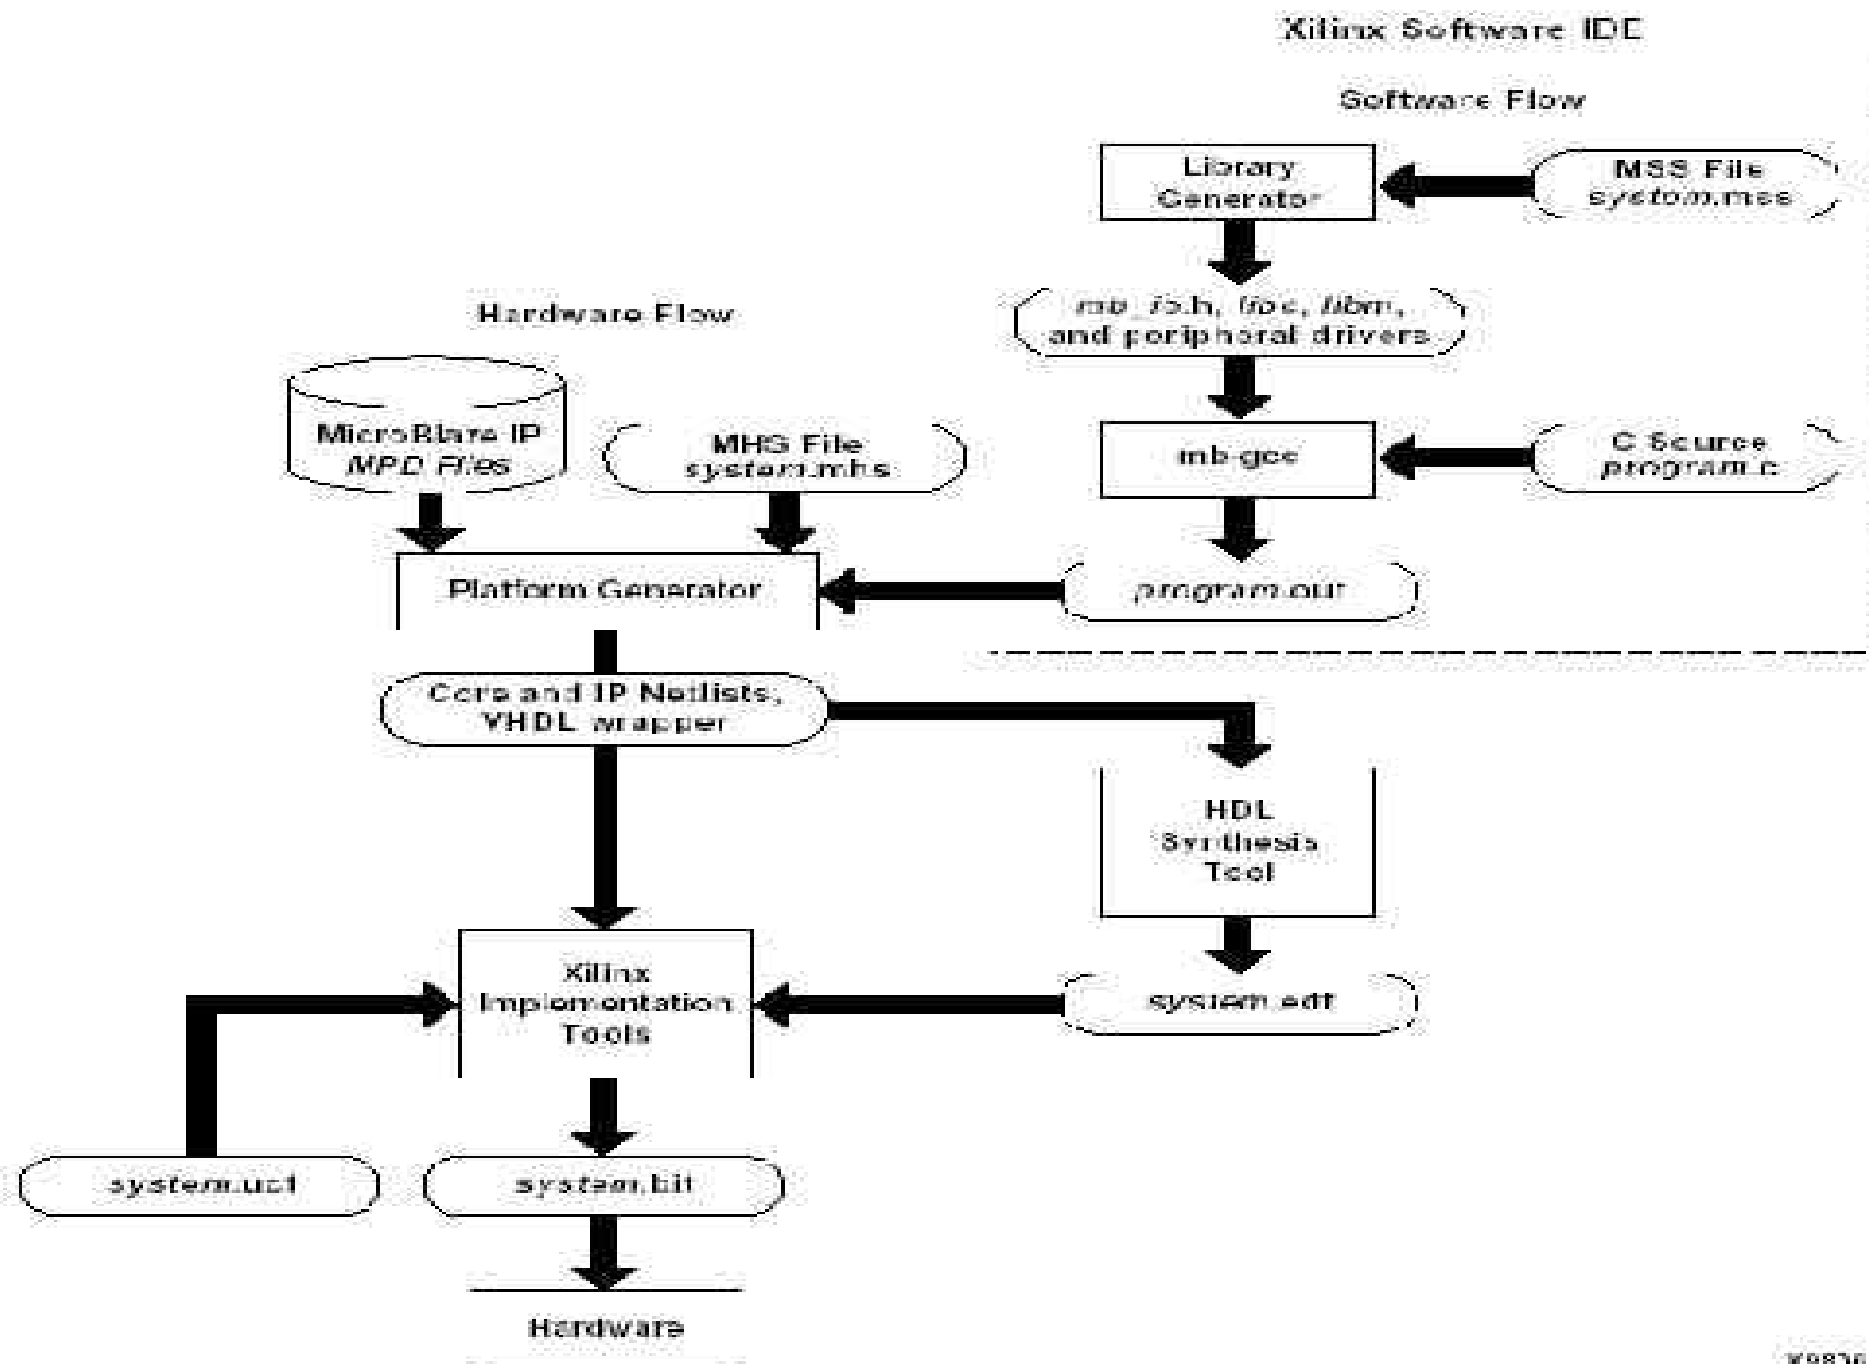 Xilinx Software IDE
Software Flow
Library
Generator
MSS File
system.mss
Hardware Flow
mb_io.h, libc, libm,
and peripheral drivers
MicroBlaze IP
MPD Files
MHS File
system.mhs
mb-gcc
C Source
program.c
Platform Generator
program.out
Core and IP Netlists,
VHDL wrapper
HDL
Synthesis
Tool
Xilinx
Implementation
Tools
system.edf
system.ucf
system.bit
Hardware